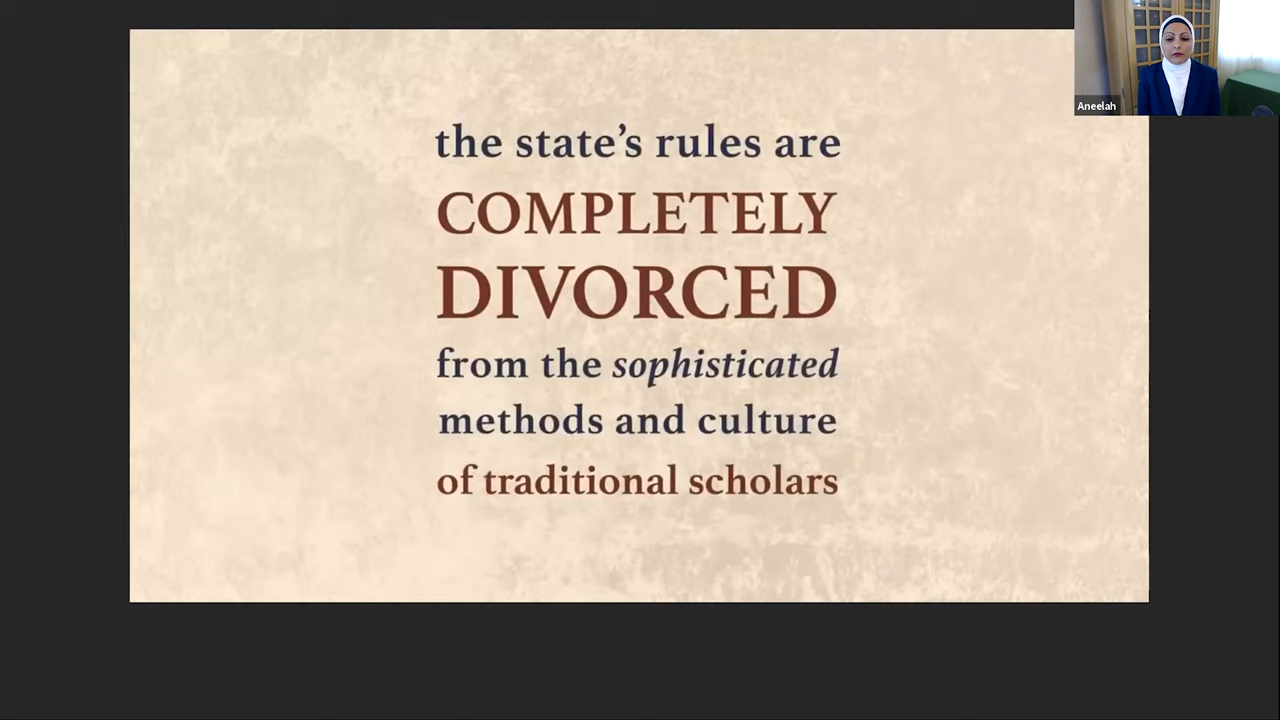 the state’s rules are
COMPLETELY
DIVORCED
from the sophisticated
methods and culture
of traditional scholars
Aneelah